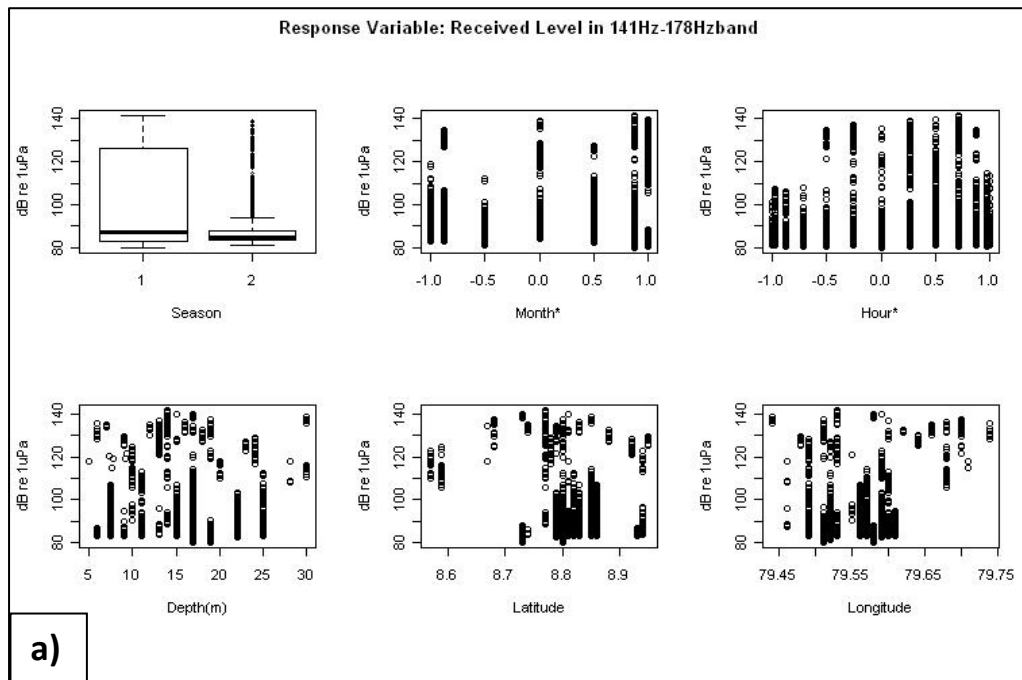 Response Variable: Received Level in 141Hz-178Hzband
dB re 1uPa
80 100 120 140
1 2
Season
dB re 1uPa
80 100 120 140
-1.0 -0.5 0.0 0.5 1.0
Month*
dB re 1uPa
80 100 120 140
-1.0 -0.5 0.0 0.5 1.0
Hour*
dB re 1uPa
80 100 120 140
5 10 15 20 25 30
Depth(m)
dB re 1uPa
80 100 120 140
8.6 8.7 8.8 8.9
Latitude
dB re 1uPa
80 100 120 140
79.45 79.55 79.65 79.75
Longitude
a)